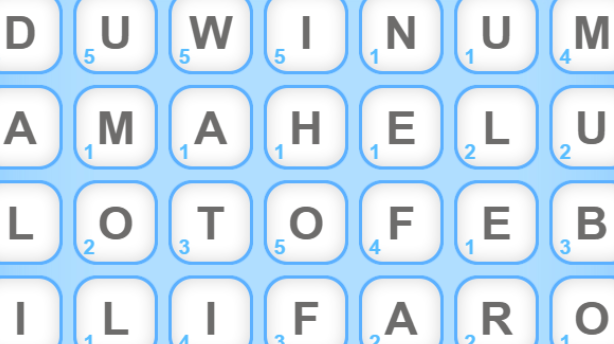 D U 5 W 5 I 5 N 1 U 1 M 4
A M 1 A 1 H 1 E 1 L 2 U 2
L O 2 T 3 O 5 F 4 E 1 B 3
I L 1 I 4 F 3 A 2 R 2 O 1